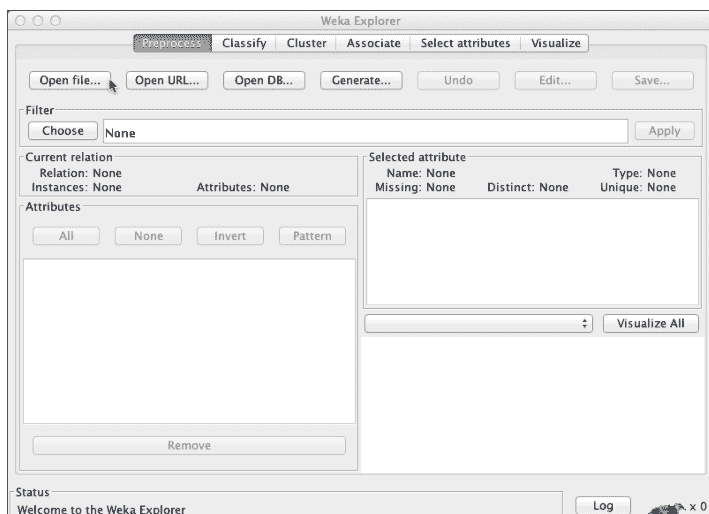 Weka Explorer
Preprocess Classify Cluster Associate Select attributes Visualize
Open file... Open URL... Open DB... Generate... Undo Edit... Save...
Filter
Choose None Apply
Current relation
Relation: None
Instances: None Attributes: None
Selected attribute
Name: None Type: None
Missing: None Distinct: None Unique: None
Attributes
All None Invert Pattern
Visualize All
Remove
Status
Welcome to the Weka Explorer
Log x 0